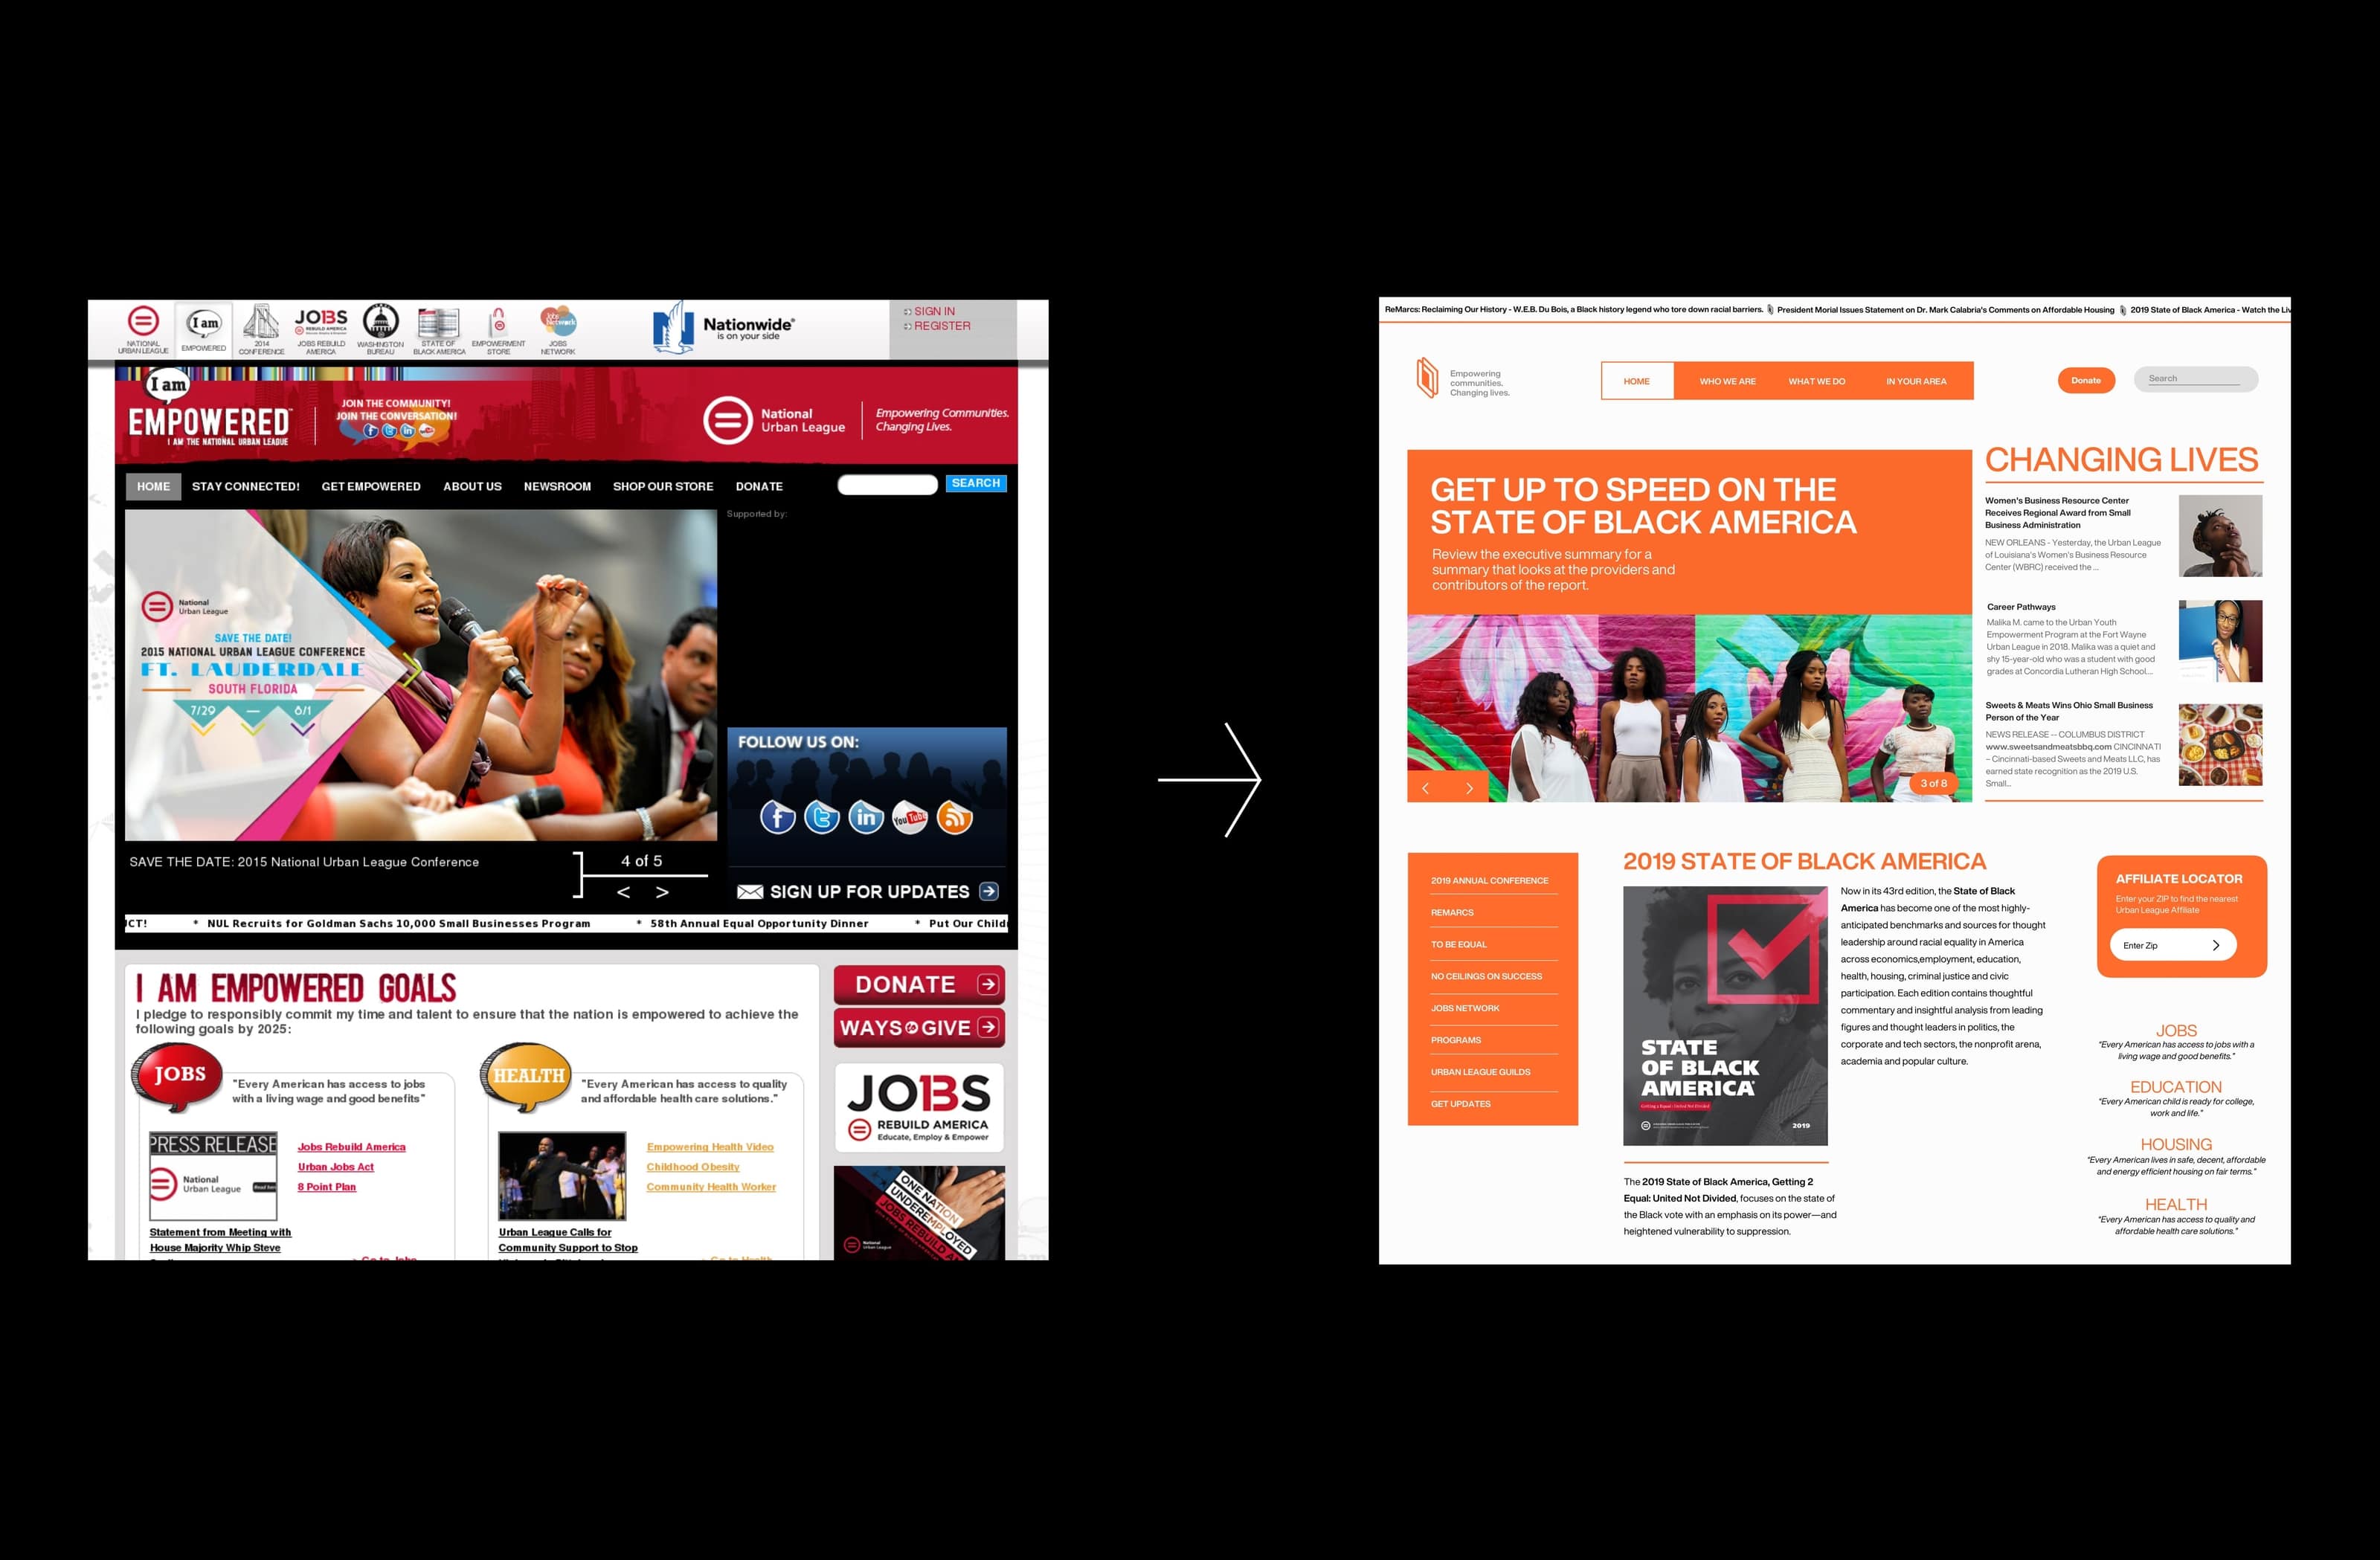 NATIONAL
URBAN LEAGUE
I am
EMPOWERED
2014
CONFERENCE
JOBS
REBUILD AMERICA
JOBS REBUILD
AMERICA
WASHINGTON
BUREAU
STATE OF
BLACK AMERICA
EMPOWERMENT
STORE
Jobs
Network
JOBS
NETWORK
Nationwide®
is on your side
SIGN IN
REGISTER
I am
EMPOWERED™
I AM THE NATIONAL URBAN LEAGUE
JOIN THE COMMUNITY!
JOIN THE CONVERSATION!
National
Urban League
Empowering Communities.
Changing Lives.
HOME STAY CONNECTED! GET EMPOWERED ABOUT US NEWSROOM SHOP OUR STORE DONATE
SEARCH
Supported by:
National
Urban League
SAVE THE DATE!
2015 NATIONAL URBAN LEAGUE CONFERENCE
FT. LAUDERDALE
SOUTH FLORIDA
7/29 — 8/1
FOLLOW US ON:
You Tube
SAVE THE DATE: 2015 National Urban League Conference
4 of 5
< >
SIGN UP FOR UPDATES
JCT! * NUL Recruits for Goldman Sachs 10,000 Small Businesses Program * 58th Annual Equal Opportunity Dinner * Put Our Child
I AM EMPOWERED GOALS
I pledge to responsibly commit my time and talent to ensure that the nation is empowered to achieve the
following goals by 2025:
JOBS
"Every American has access to jobs
with a living wage and good benefits"
PRESS RELEASE
National
Urban League
Jobs Rebuild America
Urban Jobs Act
8 Point Plan
Statement from Meeting with
House Majority Whip Steve
HEALTH
"Every American has access to quality
and affordable health care solutions."
Empowering Health Video
Childhood Obesity
Community Health Worker
Urban League Calls for
Community Support to Stop
DONATE
WAYS to GIVE
JOBS
REBUILD AMERICA
Educate, Employ & Empower
ONE NATION
UNDEREMPLOYED
JOBS REBUILD A
National
Urban League
ReMarcs: Reclaiming Our History - W.E.B. Du Bois, a Black history legend who tore down racial barriers. President Morial Issues Statement on Dr. Mark Calabria's Comments on Affordable Housing 2019 State of Black America - Watch the Liv
Empowering
communities.
Changing lives.
HOME WHO WE ARE WHAT WE DO IN YOUR AREA
Donate
Search
GET UP TO SPEED ON THE
STATE OF BLACK AMERICA
Review the executive summary for a
summary that looks at the providers and
contributors of the report.
3 of 8
CHANGING LIVES
Women's Business Resource Center
Receives Regional Award from Small
Business Administration
NEW ORLEANS - Yesterday, the Urban League
of Louisiana's Women's Business Resource
Center (WBRC) received the ...
Career Pathways
Malika M. came to the Urban Youth
Empowerment Program at the Fort Wayne
Urban League in 2018. Malika was a quiet and
shy 15-year-old who was a student with good
grades at Concordia Lutheran High School....
Sweets & Meats Wins Ohio Small Business
Person of the Year
NEWS RELEASE -- COLUMBUS DISTRICT
www.sweetsandmeatsbbq.com CINCINNATI
– Cincinnati-based Sweets and Meats LLC, has
earned state recognition as the 2019 U.S.
Small...
2019 ANNUAL CONFERENCE
REMARCS
TO BE EQUAL
NO CEILINGS ON SUCCESS
JOBS NETWORK
PROGRAMS
URBAN LEAGUE GUILDS
GET UPDATES
2019 STATE OF BLACK AMERICA
STATE
OF BLACK
AMERICA®
Getting 2 Equal: United Not Divided
2019
Now in its 43rd edition, the State of Black
America has become one of the most highly-
anticipated benchmarks and sources for thought
leadership around racial equality in America
across economics,employment, education,
health, housing, criminal justice and civic
participation. Each edition contains thoughtful
commentary and insightful analysis from leading
figures and thought leaders in politics, the
corporate and tech sectors, the nonprofit arena,
academia and popular culture.
The 2019 State of Black America, Getting 2
Equal: United Not Divided, focuses on the state of
the Black vote with an emphasis on its power—and
heightened vulnerability to suppression.
AFFILIATE LOCATOR
Enter your ZIP to find the nearest
Urban League Affiliate
Enter Zip
JOBS
"Every American has access to jobs with a
living wage and good benefits."
EDUCATION
"Every American child is ready for college,
work and life."
HOUSING
"Every American lives in safe, decent, affordable
and energy efficient housing on fair terms."
HEALTH
"Every American has access to quality and
affordable health care solutions."